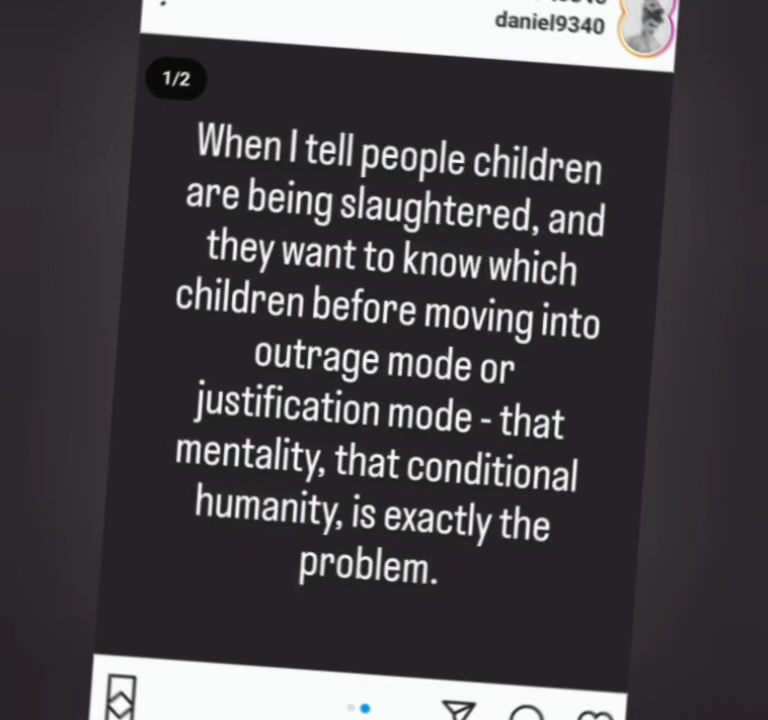 daniel9340
1/2
When I tell people children
are being slaughtered, and
they want to know which
children before moving into
outrage mode or
justification mode - that
mentality, that conditional
humanity, is exactly the
problem.